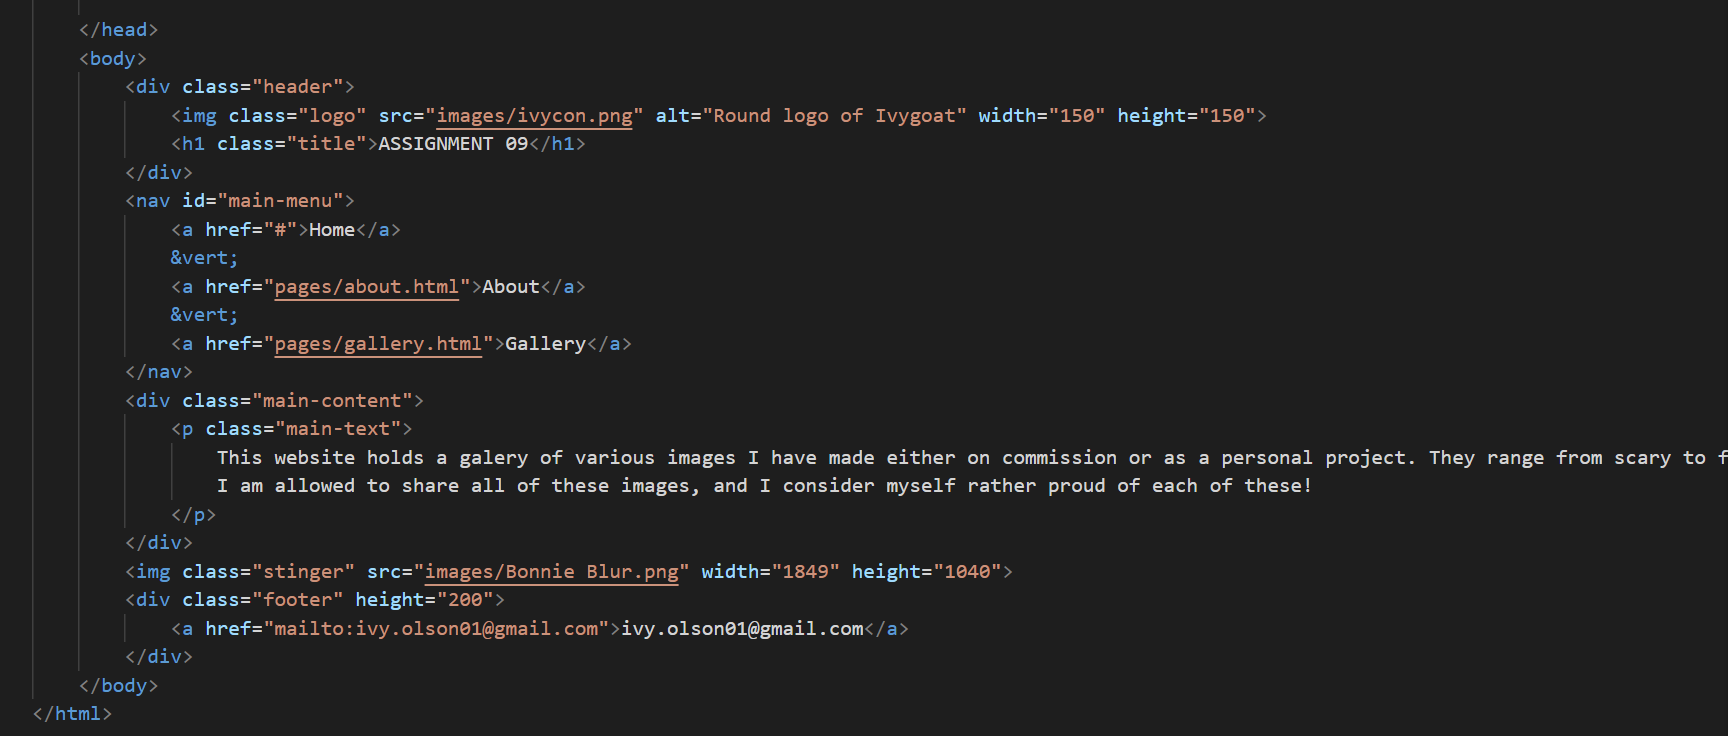 </head>
<body>
<div class="header">
<img class="logo" src="images/ivycon.png" alt="Round logo of Ivygoat" width="150" height="150">
<h1 class="title">ASSIGNMENT 09</h1>
</div>
<nav id="main-menu">
<a href="#">Home</a>
&vert;
<a href="pages/about.html">About</a>
&vert;
<a href="pages/gallery.html">Gallery</a>
</nav>
<div class="main-content">
<p class="main-text">
This website holds a galery of various images I have made either on commission or as a personal project. They range from scary to f
I am allowed to share all of these images, and I consider myself rather proud of each of these!
</p>
</div>
<img class="stinger" src="images/Bonnie Blur.png" width="1849" height="1040">
<div class="footer" height="200">
<a href="mailto:ivy.olson01@gmail.com">ivy.olson01@gmail.com</a>
</div>
</body>
</html>